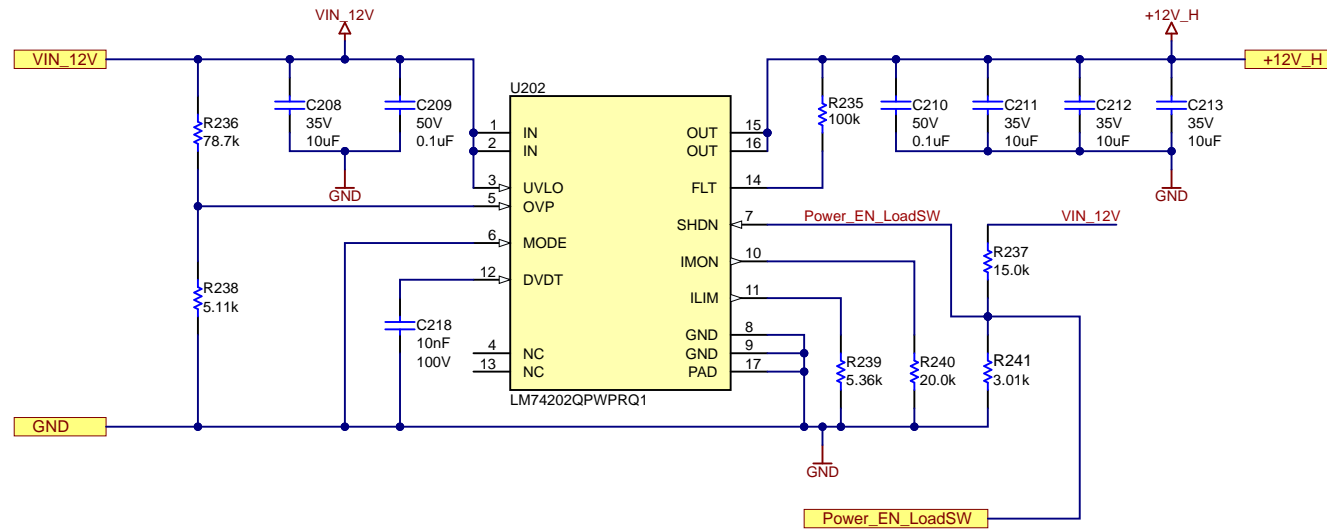 VIN_12V
+12V_H
VIN_12V
+12V_H
U202
R236
78.7k
C208
35V
10uF
C209
50V
0.1uF
R235
100k
C210
50V
0.1uF
C211
35V
10uF
C212
35V
10uF
C213
35V
10uF
1 IN
2 IN
3 UVLO
5 OVP
6 MODE
12 DVDT
4 NC
13 NC
OUT 15
OUT 16
FLT 14
SHDN 7
IMON 10
ILIM 11
GND 8
GND 9
PAD 17
LM74202QPWPRQ1
GND
GND
Power_EN_LoadSW
VIN_12V
R237
15.0k
R238
5.11k
C218
10nF
100V
R239
5.36k
R240
20.0k
R241
3.01k
GND
GND
Power_EN_LoadSW